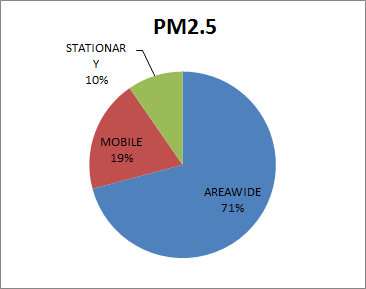 PM2.5
STATIONAR
Y
10%
MOBILE
19%
AREAWIDE
71%